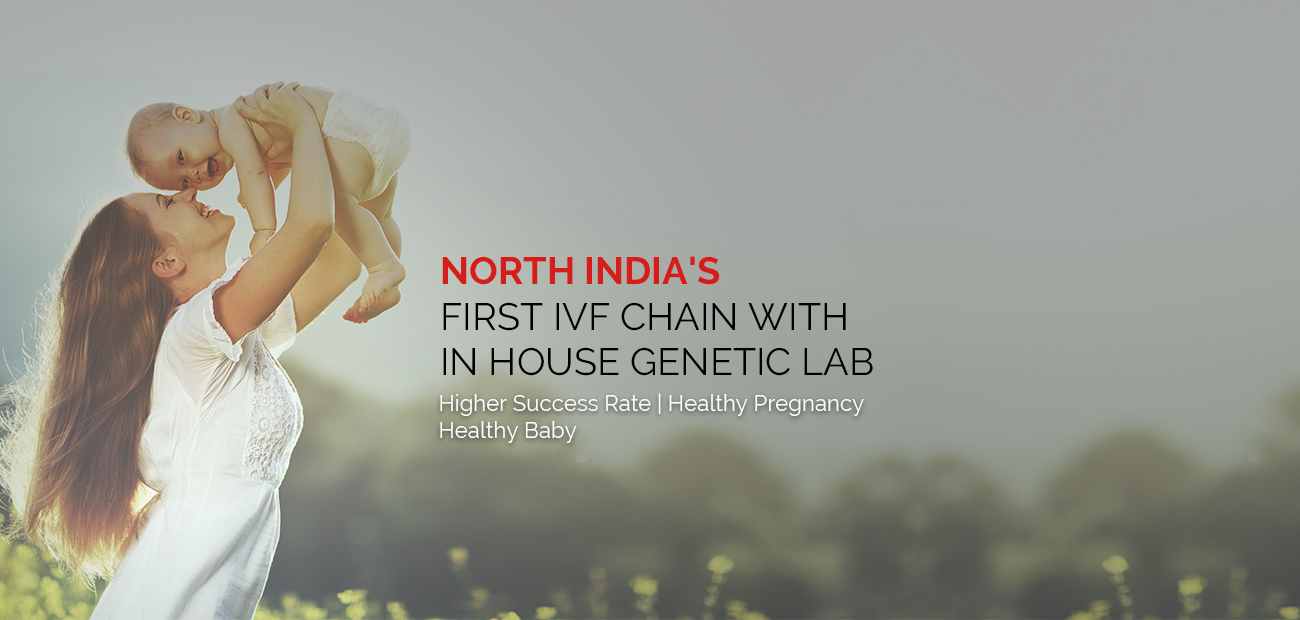 NORTH INDIA'S
FIRST IVF CHAIN WITH
IN HOUSE GENETIC LAB
Higher Success Rate | Healthy Pregnancy
Healthy Baby